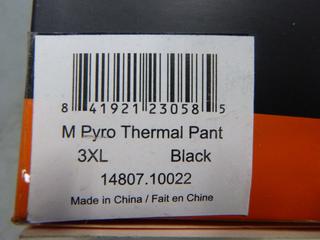 8 41921 23058 5
M Pyro Thermal Pant
3XL Black
14807.10022
Made in China / Fait en Chine